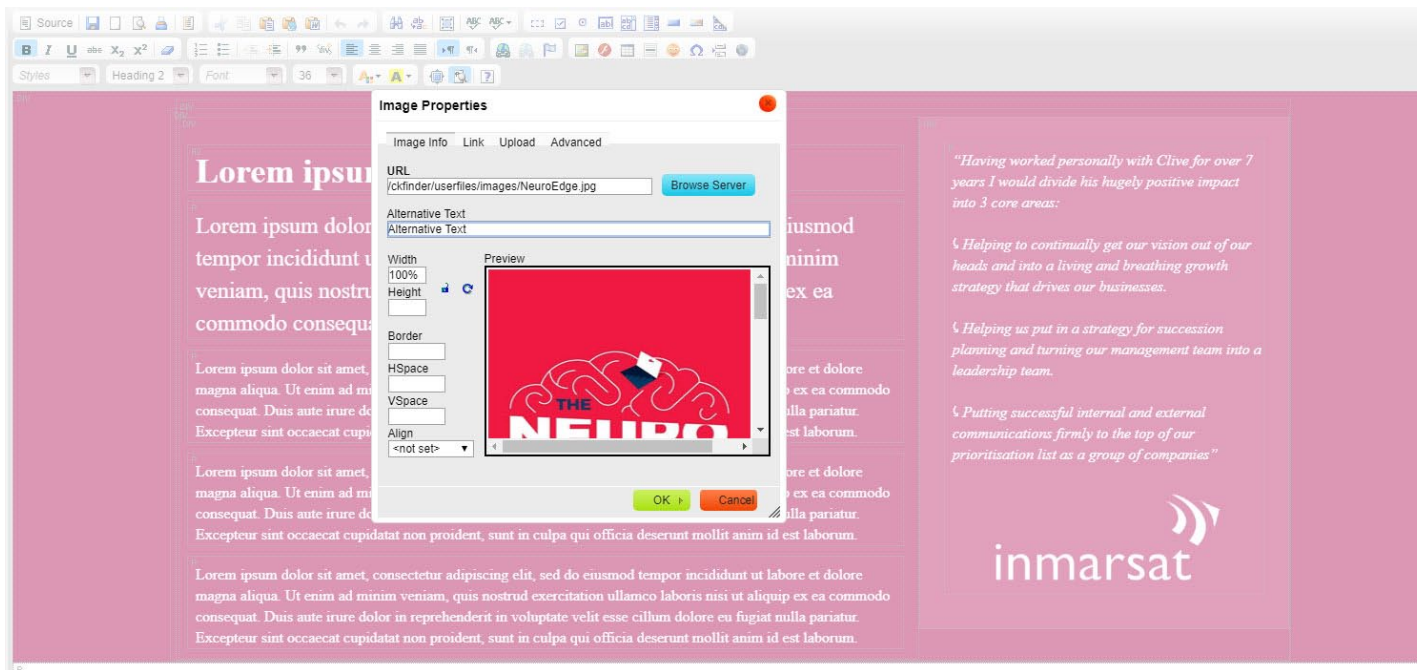 Source
ABC ABC
B I U abc X2 X2
Styles Heading 2 Font 36 A A ?
Image Properties
Image Info Link Upload Advanced
URL
/ckfinder/userfiles/images/NeuroEdge.jpg Browse Server
Alternative Text
Alternative Text
Width Preview
100%
Height
Border
HSpace
VSpace
Align
<not set>
THE
NEURO
OK Cancel
Lorem ipsu
Lorem ipsum dolor iusmod
tempor incididunt minim
veniam, quis nostru ex ea
commodo consequa
Lorem ipsum dolor sit amet, ore et dolore
magna aliqua. Ut enim ad mi ex ea commodo
consequat. Duis aute irure do ulla pariatur.
Excepteur sint occaecat cupi est laborum.
Lorem ipsum dolor sit amet, ore et dolore
magna aliqua. Ut enim ad mi ex ea commodo
consequat. Duis aute irure do ulla pariatur.
Excepteur sint occaecat cupidatat non proident, sunt in culpa qui officia deserunt mollit anim id est laborum.
Lorem ipsum dolor sit amet, consectetur adipiscing elit, sed do eiusmod tempor incididunt ut labore et dolore
magna aliqua. Ut enim ad minim veniam, quis nostrud exercitation ullamco laboris nisi ut aliquip ex ea commodo
consequat. Duis aute irure dolor in reprehenderit in voluptate velit esse cillum dolore eu fugiat nulla pariatur.
Excepteur sint occaecat cupidatat non proident, sunt in culpa qui officia deserunt mollit anim id est laborum.
“Having worked personally with Clive for over 7
years I would divide his hugely positive impact
into 3 core areas:
Helping to continually get our vision out of our
heads and into a living and breathing growth
strategy that drives our businesses.
Helping us put in a strategy for succession
planning and turning our management team into a
leadership team.
Putting successful internal and external
communications firmly to the top of our
prioritisation list as a group of companies”
inmarsat